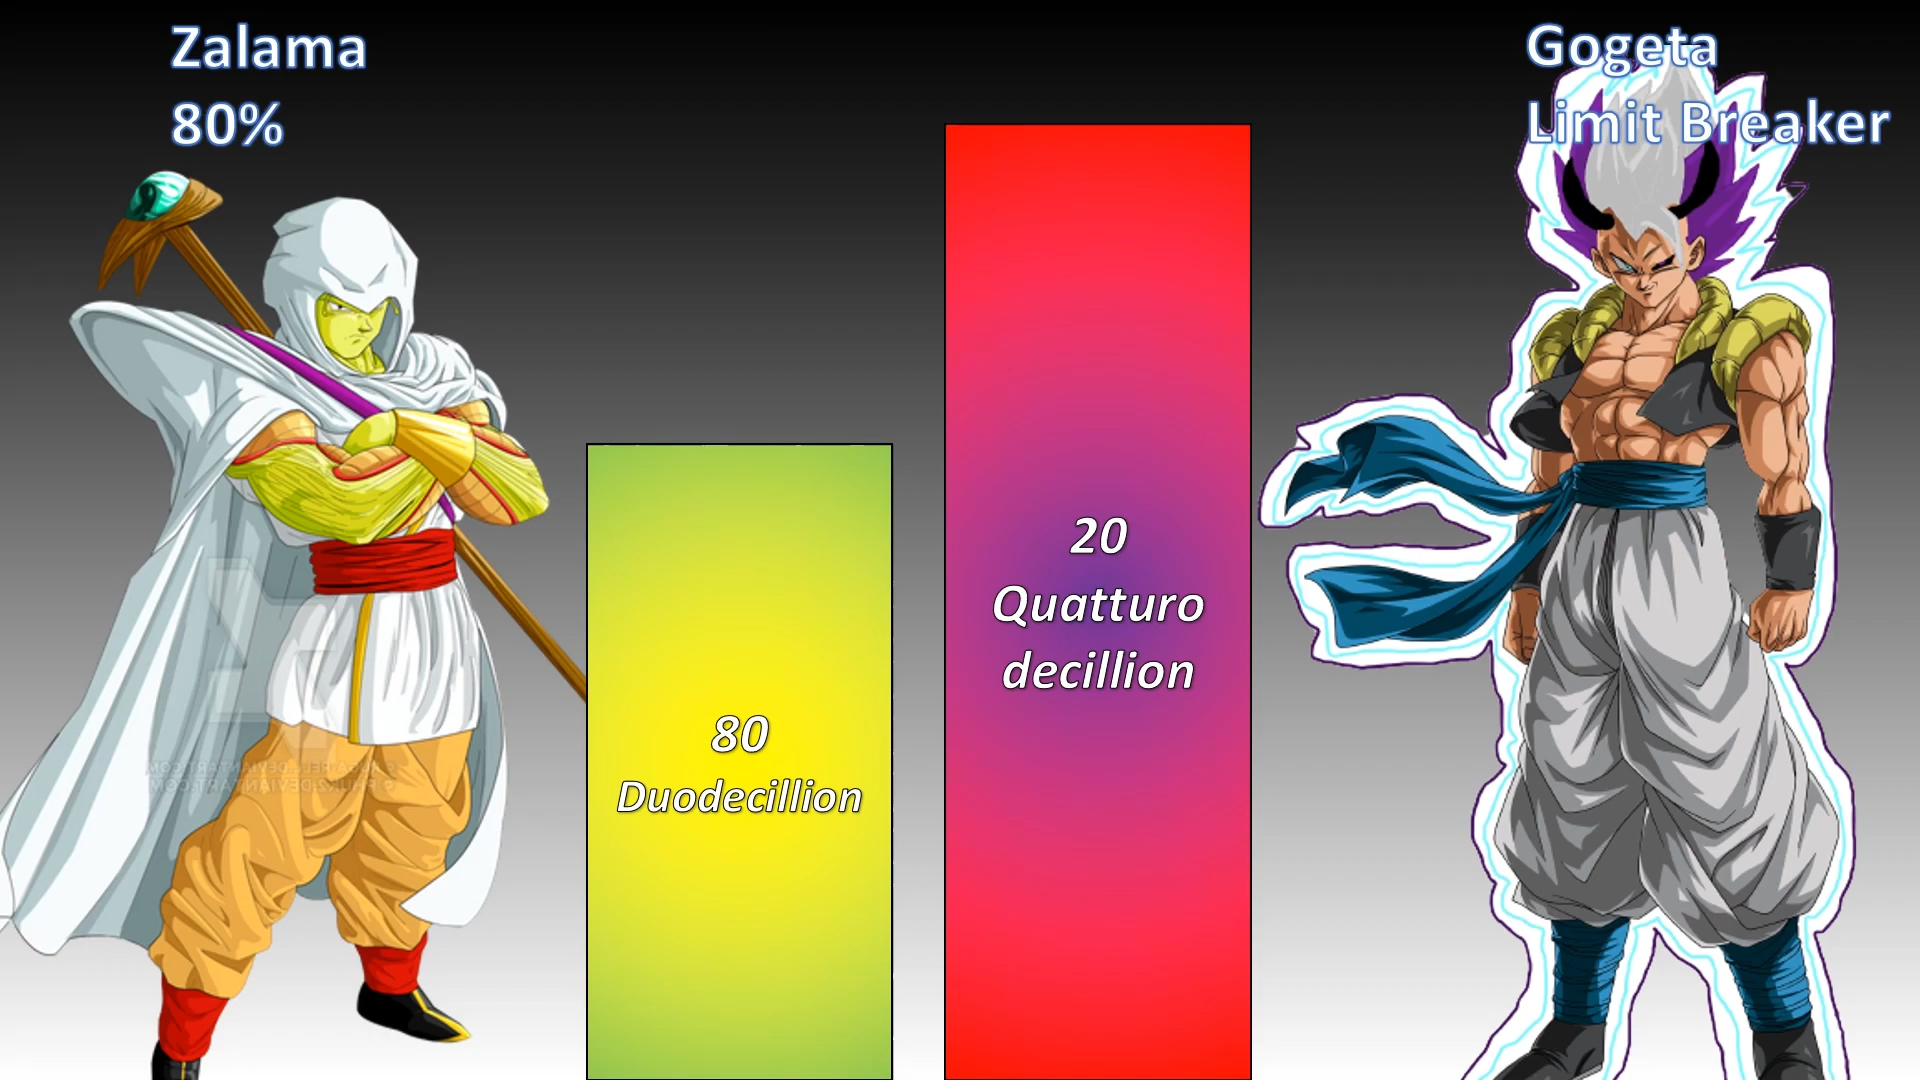 Zalama
80%
Gogeta
Limit Breaker
80
Duodecillion
20
Quatturo
decillion